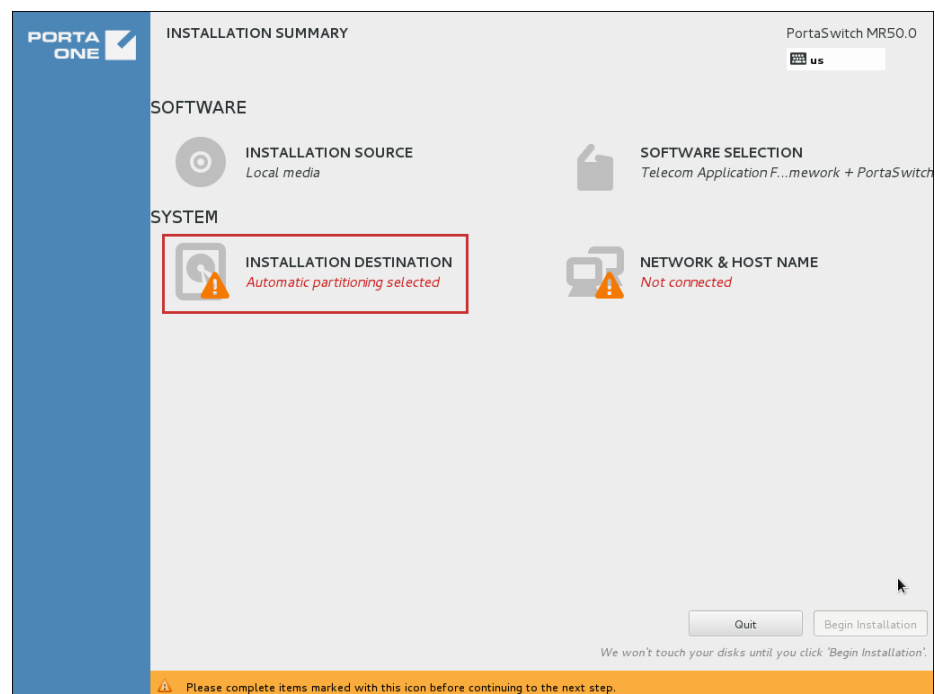 PORTA ONE
INSTALLATION SUMMARY
PortaSwitch MR50.0
us
SOFTWARE
INSTALLATION SOURCE
Local media
SOFTWARE SELECTION
Telecom Application F...mework + PortaSwitch
SYSTEM
INSTALLATION DESTINATION
Automatic partitioning selected
NETWORK & HOST NAME
Not connected
Quit
Begin Installation
We won't touch your disks until you click 'Begin Installation'.
Please complete items marked with this icon before continuing to the next step.